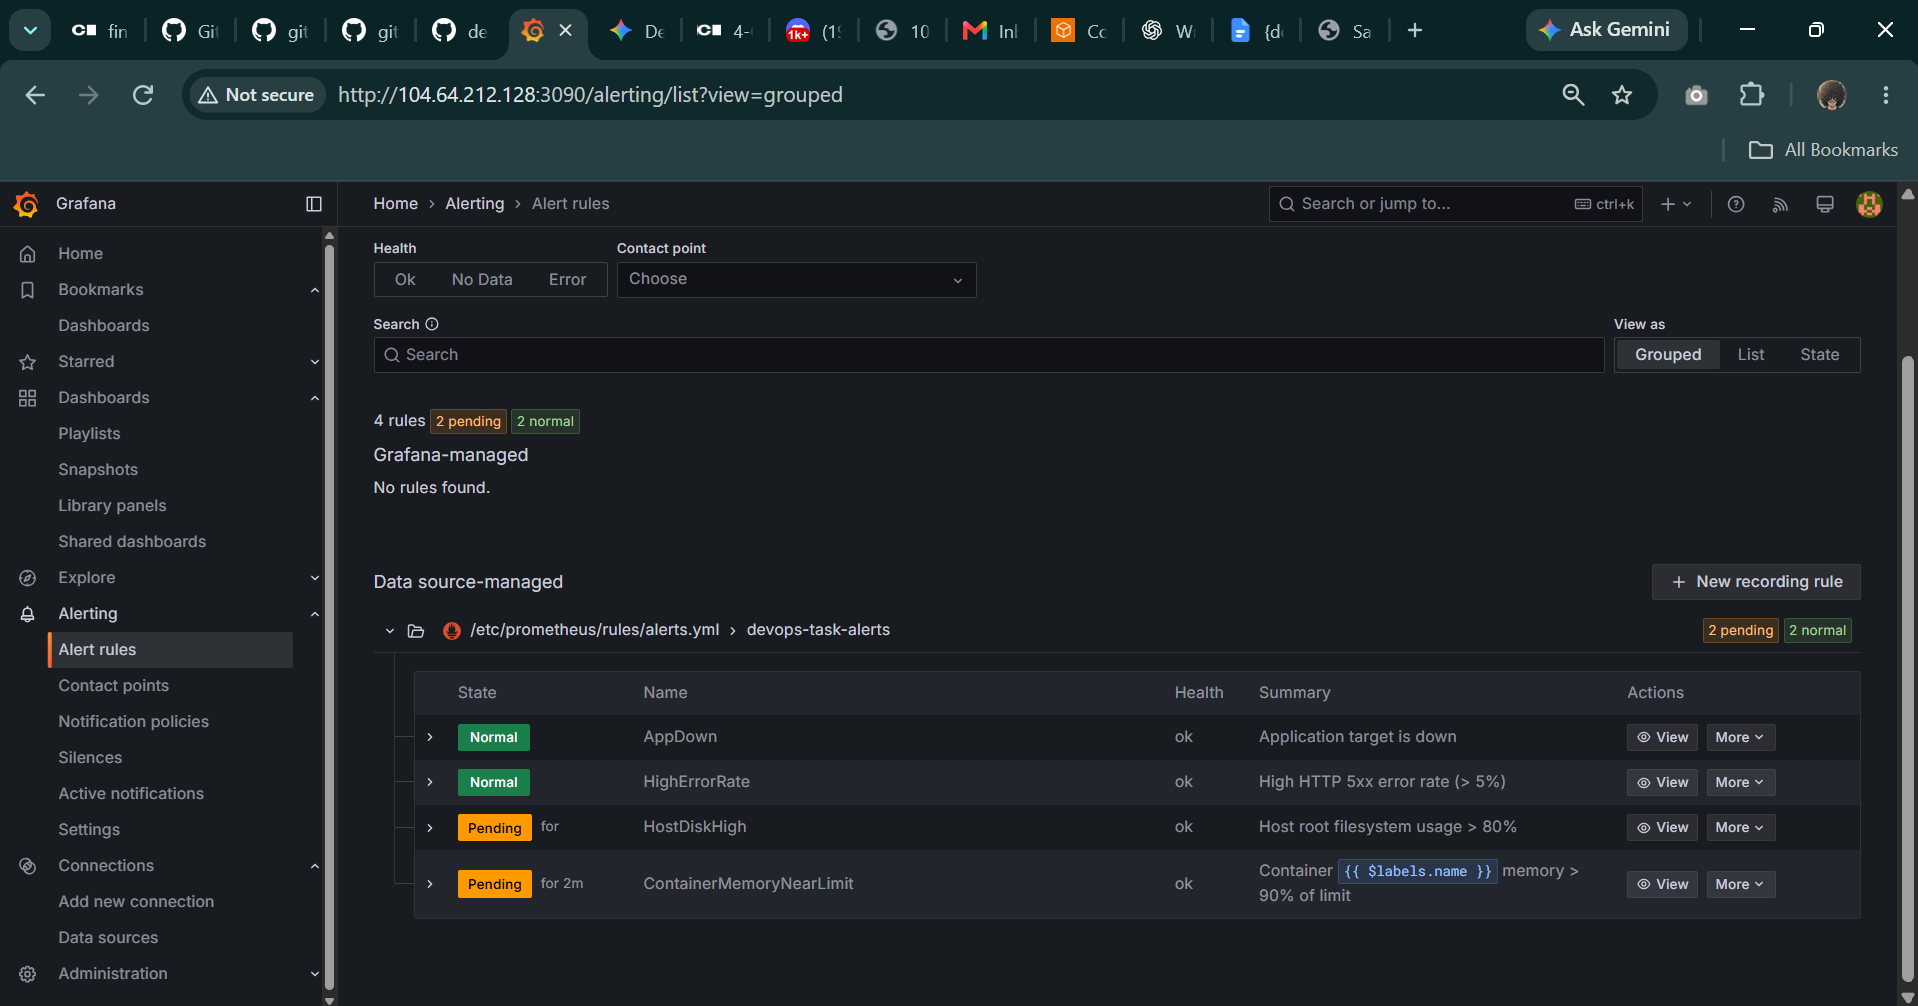 fin
Git
git
git
de
De
4-
1k+
10
In
Co
W
{d
Sa
Ask Gemini
Not secure
http://104.64.212.128:3090/alerting/list?view=grouped
All Bookmarks
Grafana
Home › Alerting › Alert rules
Search or jump to...
ctrl+k
Home
Bookmarks
Dashboards
Starred
Dashboards
Playlists
Snapshots
Library panels
Shared dashboards
Explore
Alerting
Alert rules
Contact points
Notification policies
Silences
Active notifications
Settings
Connections
Add new connection
Data sources
Administration
Health
Contact point
Ok No Data Error
Choose
Search
View as
Search
Grouped List State
4 rules 2 pending 2 normal
Grafana-managed
No rules found.
Data source-managed
New recording rule
/etc/prometheus/rules/alerts.yml › devops-task-alerts
2 pending 2 normal
State Name Health Summary Actions
Normal AppDown ok Application target is down View More
Normal HighErrorRate ok High HTTP 5xx error rate (> 5%) View More
Pending for HostDiskHigh ok Host root filesystem usage > 80% View More
Pending for 2m ContainerMemoryNearLimit ok Container {{ $labels.name }} memory > View More
90% of limit